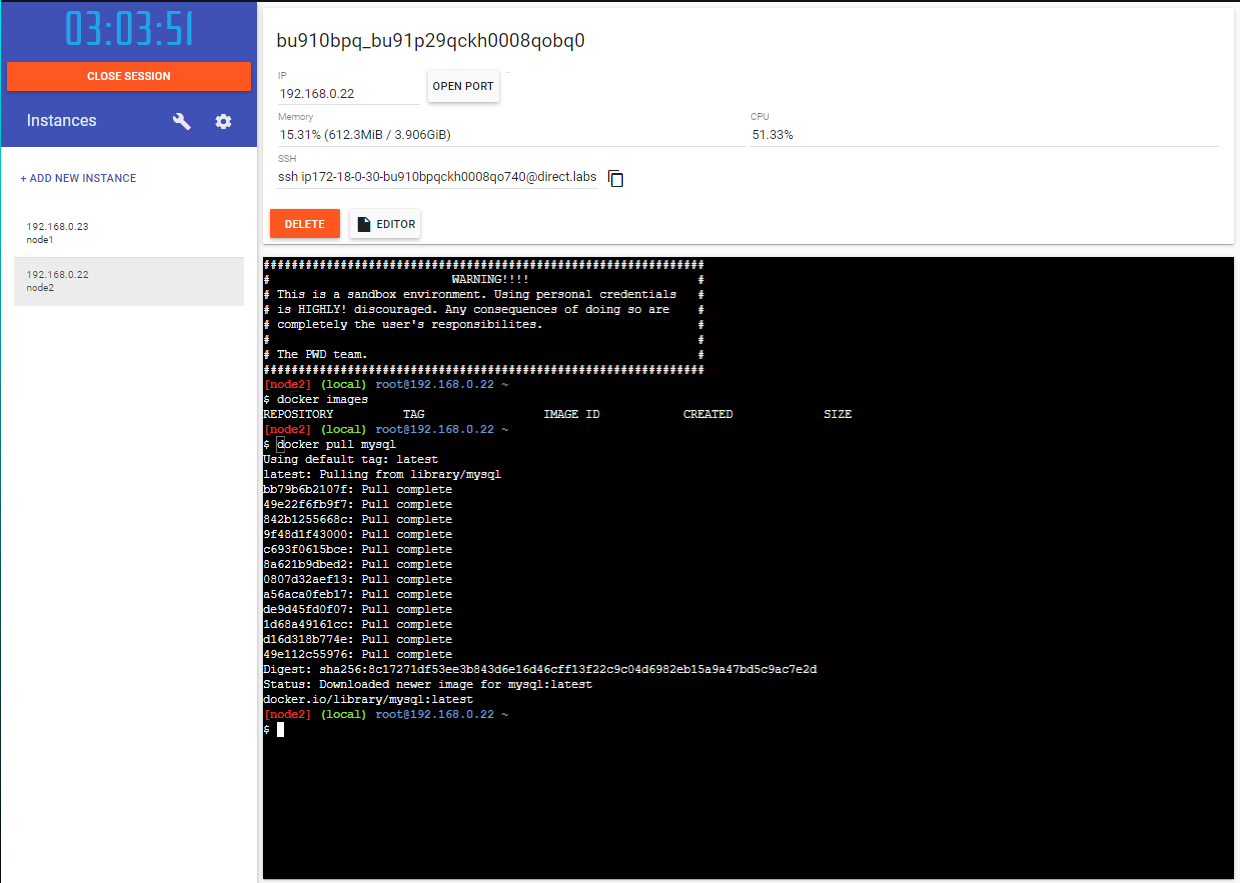 03:03:51
CLOSE SESSION
Instances
+ ADD NEW INSTANCE
192.168.0.23
node1
192.168.0.22
node2
bu910bpq_bu91p29qckh0008qobq0
IP
192.168.0.22
OPEN PORT
Memory
15.31% (612.3MiB / 3.906GiB)
CPU
51.33%
SSH
ssh ip172-18-0-30-bu910bpqckh0008qo740@direct.labs
DELETE
EDITOR
###############################################################
# WARNING!!!! #
# This is a sandbox environment. Using personal credentials #
# is HIGHLY! discouraged. Any consequences of doing so are #
# completely the user's responsibilites. #
# #
# The PWD team. #
###############################################################
[node2] (local) root@192.168.0.22 ~
$ docker images
REPOSITORY TAG IMAGE ID CREATED SIZE
[node2] (local) root@192.168.0.22 ~
$ docker pull mysql
Using default tag: latest
latest: Pulling from library/mysql
bb79b6b2107f: Pull complete
49e22f6fb9f7: Pull complete
842b1255668c: Pull complete
9f48d1f43000: Pull complete
c693f0615bce: Pull complete
8a621b9dbed2: Pull complete
0807d32aef13: Pull complete
a56aca0feb17: Pull complete
de9d45fd0f07: Pull complete
1d68a49161cc: Pull complete
d16d318b774e: Pull complete
49e112c55976: Pull complete
Digest: sha256:8c17271df53ee3b843d6e16d46cff13f22c9c04d6982eb15a9a47bd5c9ac7e2d
Status: Downloaded newer image for mysql:latest
docker.io/library/mysql:latest
[node2] (local) root@192.168.0.22 ~
$